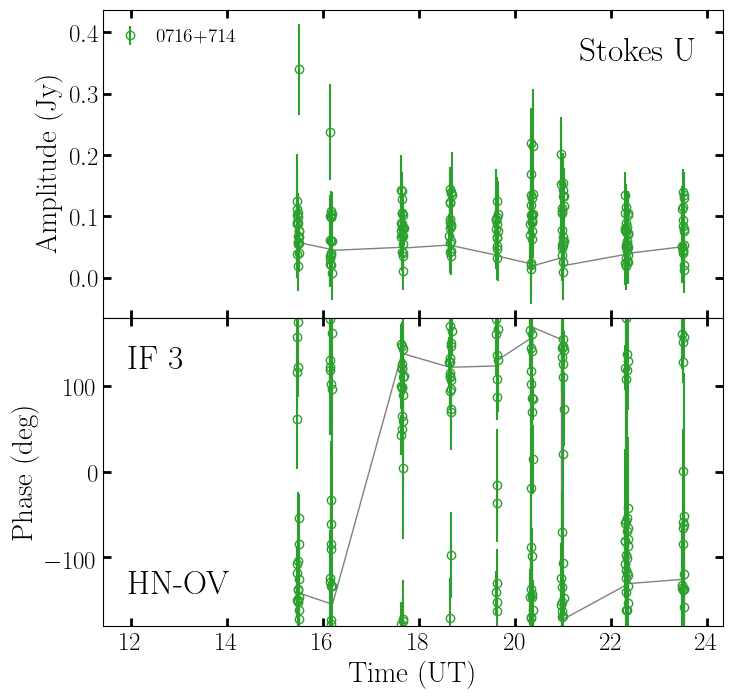 0716+714
Stokes U
0.4
0.3
0.2
0.1
0.0
Amplitude (Jy)
IF 3
100
0
−100
Phase (deg)
HN-OV
12 14 16 18 20 22 24
Time (UT)